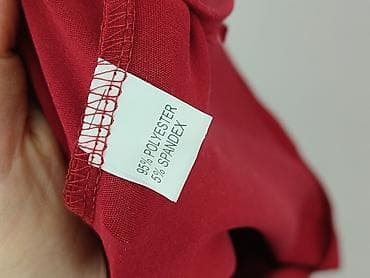 95% POLYESTER
5% SPANDEX